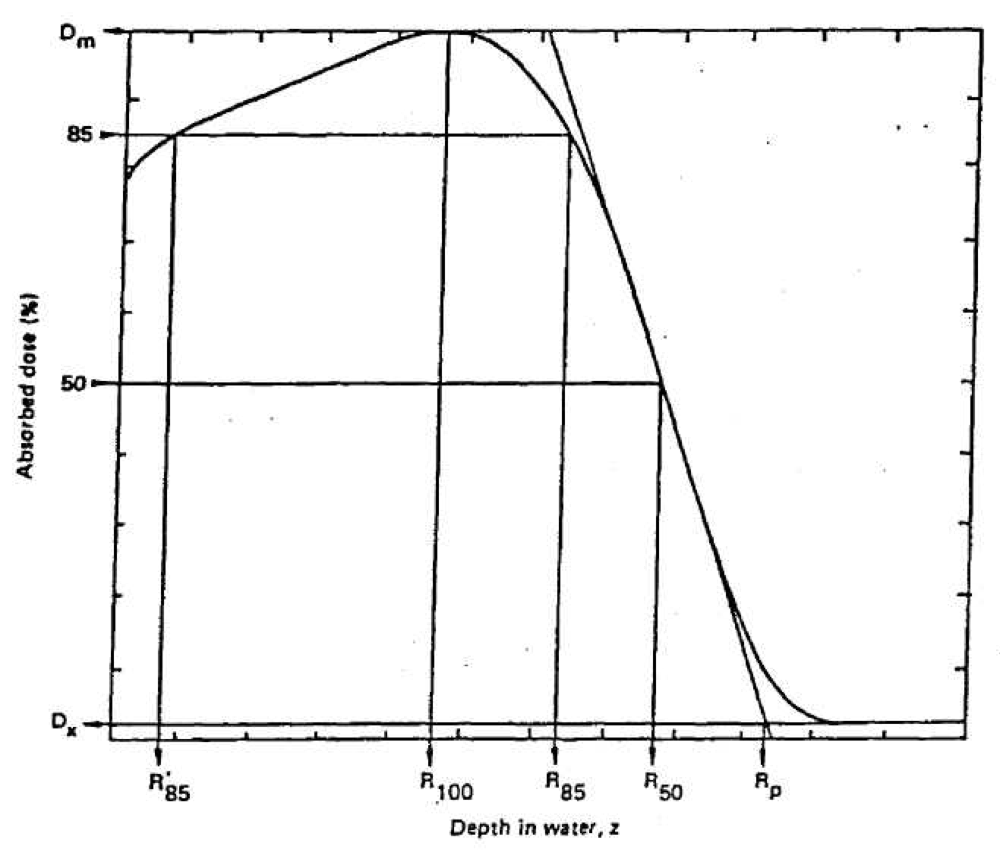 Dm
85
50
Absorbed dose (%)
Dx
R'85
R100
R85
R50
Rp
Depth in water, z